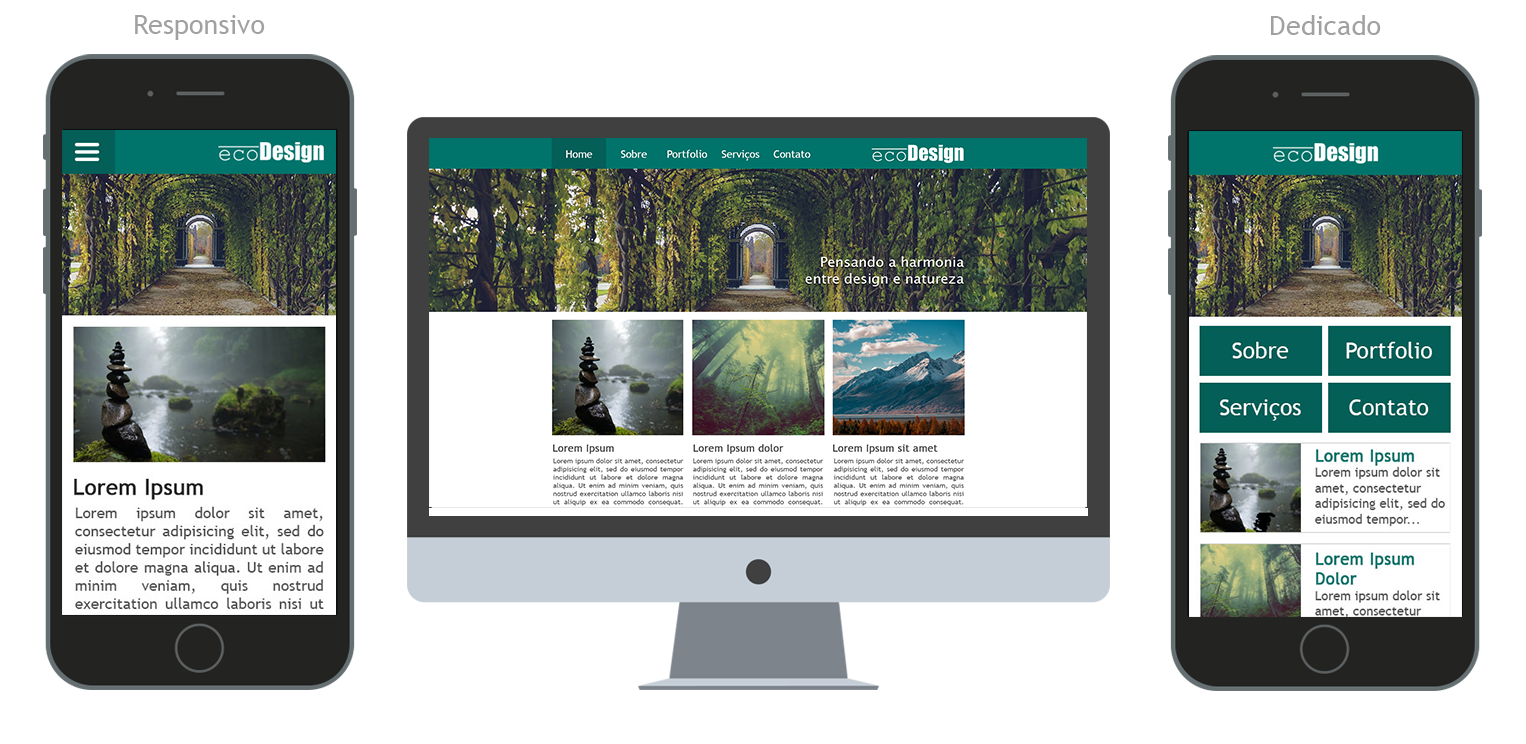 Responsivo
ecoDesign
Lorem Ipsum
Lorem ipsum dolor sit amet,
consectetur adipisicing elit, sed do
eiusmod tempor incididunt ut labore
et dolore magna aliqua. Ut enim ad
minim veniam, quis nostrud
exercitation ullamco laboris nisi ut
Home Sobre Portfolio Serviços Contato ecoDesign
Pensando a harmonia
entre design e natureza
Lorem Ipsum
Lorem ipsum dolor sit amet, consectetur
adipisicing elit, sed do eiusmod tempor
incididunt ut labore et dolore magna
aliqua. Ut enim ad minim veniam, quis
nostrud exercitation ullamco laboris nisi
ut aliquip ex ea commodo consequat.
Lorem Ipsum dolor
Lorem ipsum dolor sit amet, consectetur
adipisicing elit, sed do eiusmod tempor
incididunt ut labore et dolore magna
aliqua. Ut enim ad minim veniam, quis
nostrud exercitation ullamco laboris nisi
ut aliquip ex ea commodo consequat.
Lorem Ipsum sit amet
Lorem ipsum dolor sit amet, consectetur
adipisicing elit, sed do eiusmod tempor
incididunt ut labore et dolore magna
aliqua. Ut enim ad minim veniam, quis
nostrud exercitation ullamco laboris nisi
ut aliquip ex ea commodo consequat.
Dedicado
ecoDesign
Sobre Portfolio
Serviços Contato
Lorem Ipsum
Lorem ipsum dolor sit
amet, consectetur
adipisicing elit, sed do
eiusmod tempor...
Lorem Ipsum
Dolor
Lorem ipsum dolor sit
amet, consectetur